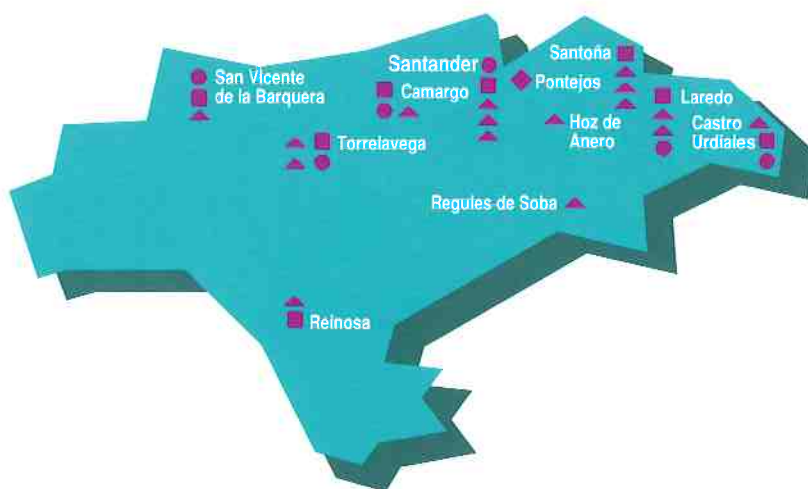 San Vicente
de la Barquera
Santander
Camargo
Torrelavega
Santoña
Pontejos
Hoz de
Anero
Laredo
Castro
Urdiales
Regules de Soba
Reinosa